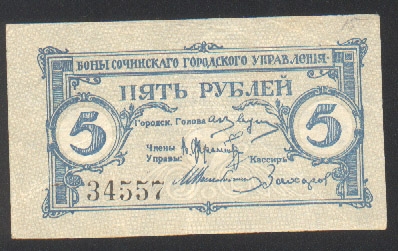 БОНЫ СОЧИНСКАГО ГОРОДСКОГО УПРАВЛЕНІЯ.
ПЯТЬ РУБЛЕЙ
5 5
Городск. Голова
Члены
Управы: Кассиръ
34557